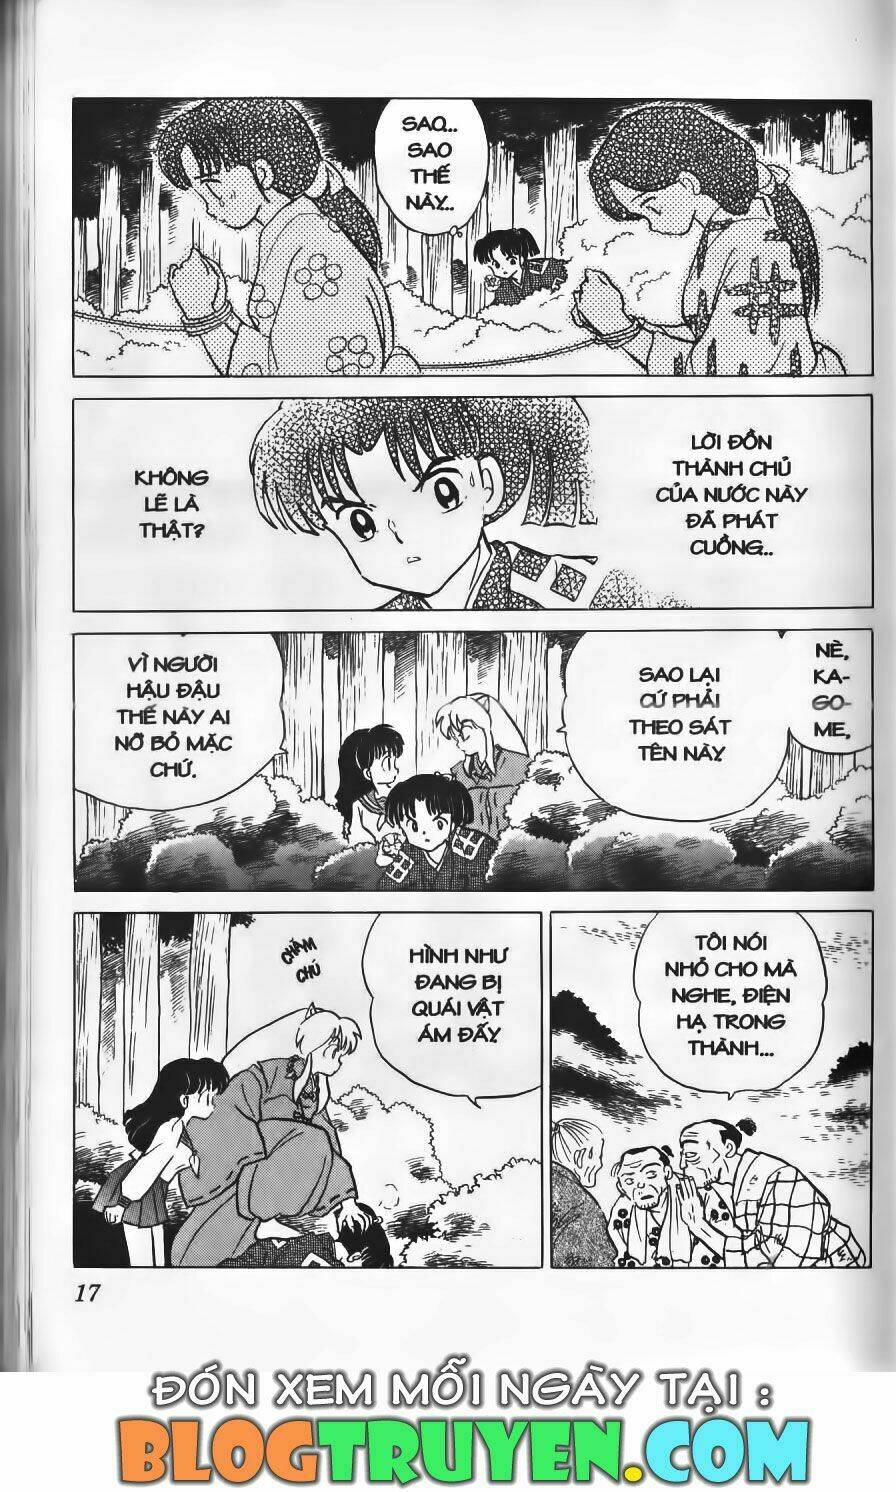 SAO...
SAO
THẾ
NÀY...
LỜI ĐỒN
THÀNH CHỦ
CỦA NƯỚC NÀY
ĐÃ PHÁT
CUỒNG...
KHÔNG
LẼ LÀ
THẬT?
NÈ,
KA-
GO-
ME,
SAO LẠI
CỨ PHẢI
THEO SÁT
TÊN NÀY.
VÌ NGƯỜI
HẬU ĐẬU
THẾ NÀY AI
NỠ BỎ MẶC
CHỨ.
TÔI NÓI
NHỎ CHO MÀ
NGHE, ĐIỆN
HẠ TRONG
THÀNH...
HÌNH NHƯ
ĐANG BỊ
QUÁI VẬT
ÁM ĐẤY.
CHĂM
CHÚ
17
ĐÓN XEM MỖI NGÀY TẠI :
BLOGTRUYEN.COM